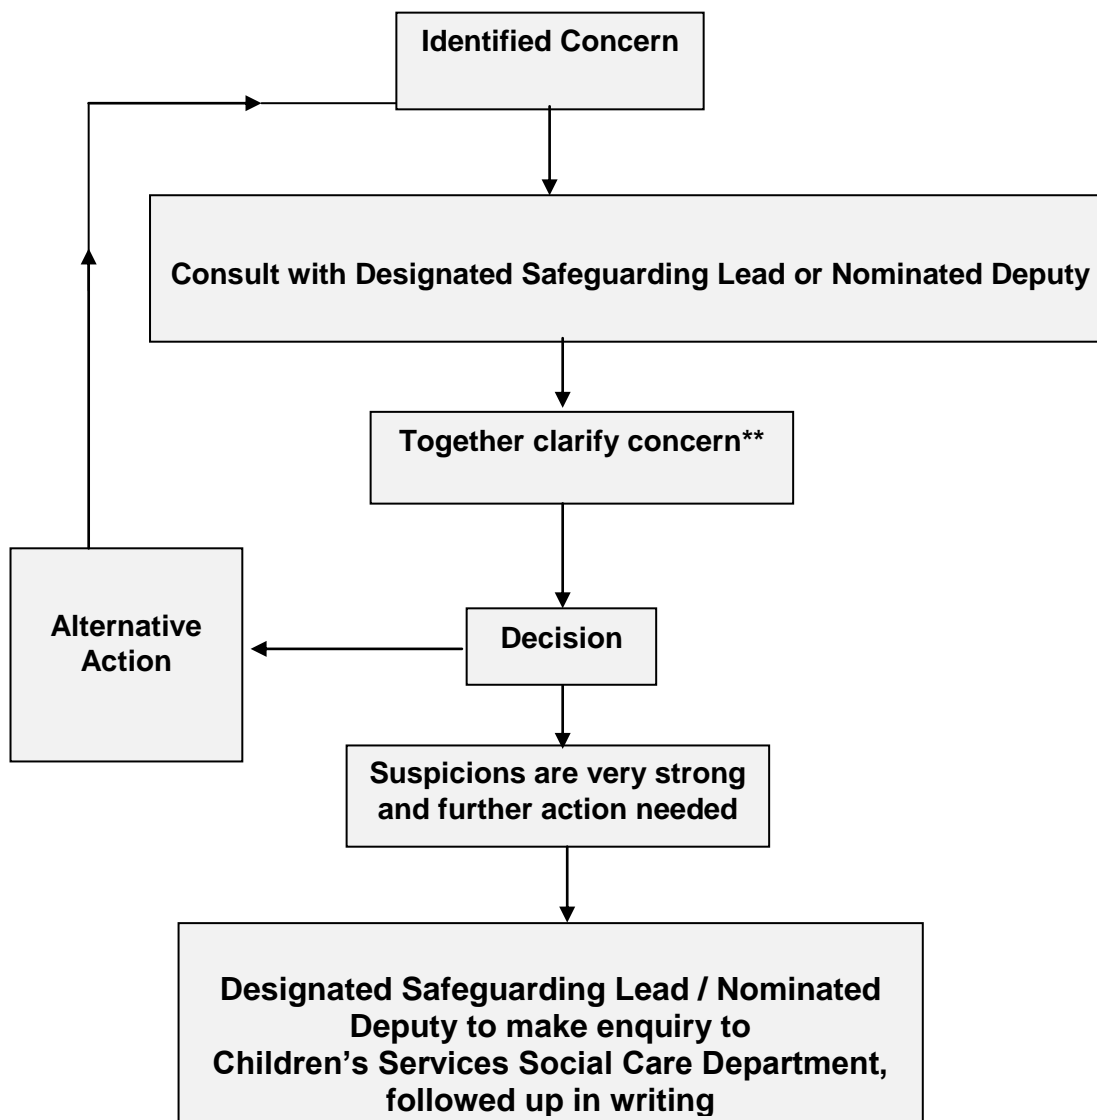 Identified Concern
Consult with Designated Safeguarding Lead or Nominated Deputy
Together clarify concern**
Alternative
Action
Decision
Suspicions are very strong
and further action needed
Designated Safeguarding Lead / Nominated
Deputy to make enquiry to
Children’s Services Social Care Department,
followed up in writing